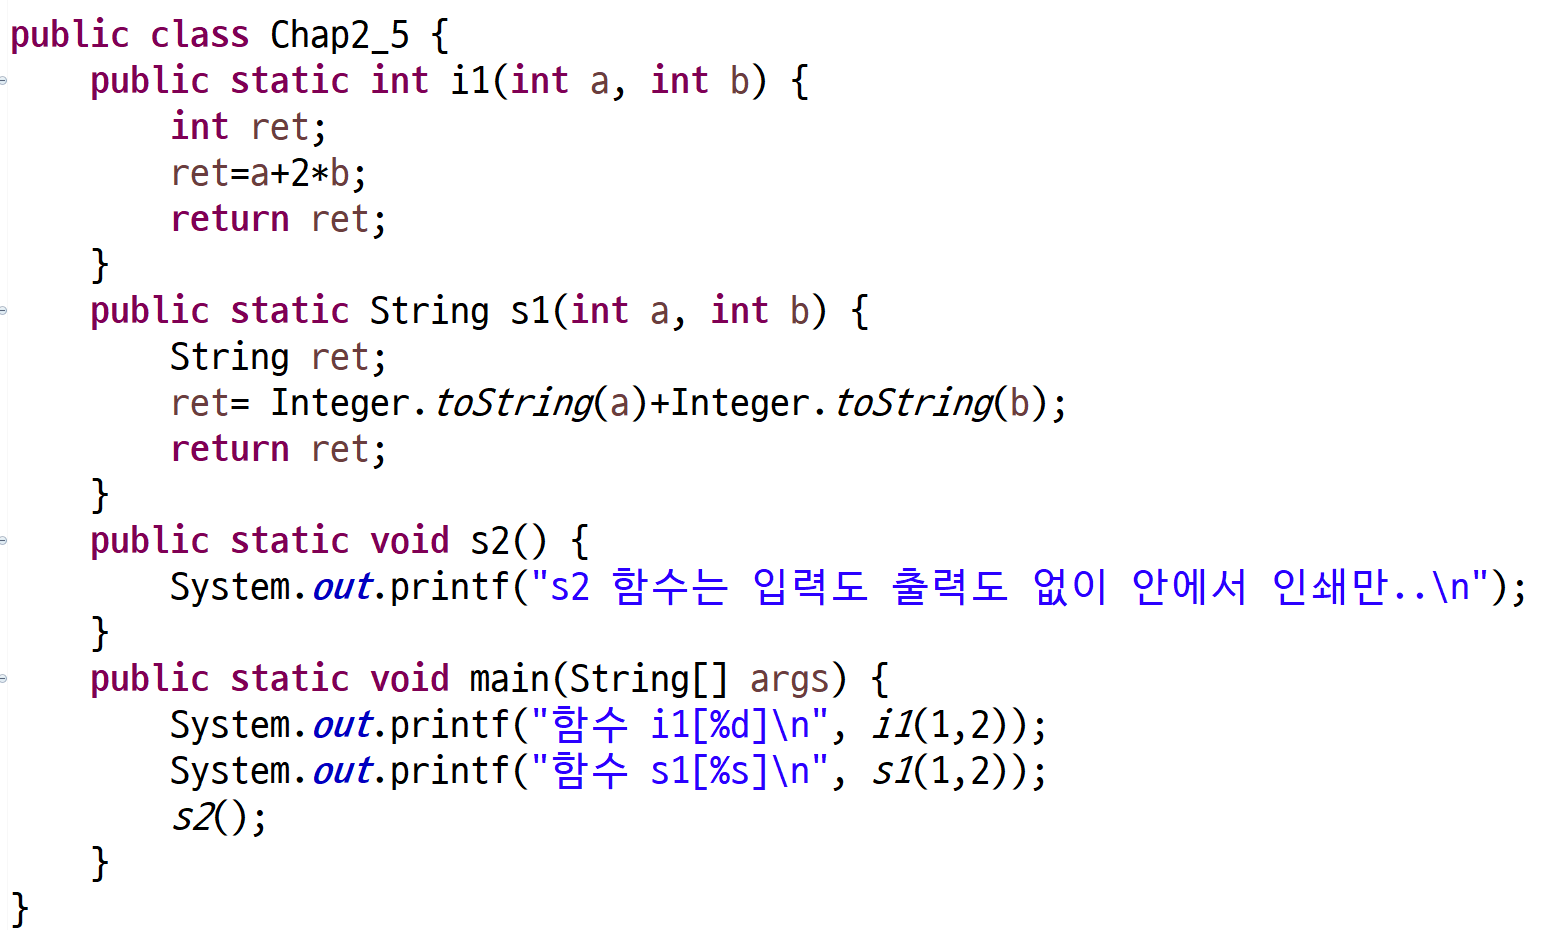 public class Chap2_5 {
    public static int i1(int a, int b) {
        int ret;
        ret=a+2*b;
        return ret;
    }
    public static String s1(int a, int b) {
        String ret;
        ret= Integer.toString(a)+Integer.toString(b);
        return ret;
    }
    public static void s2() {
        System.out.printf("s2 함수는 입력도 출력도 없이 안에서 인쇄만..\n");
    }
    public static void main(String[] args) {
        System.out.printf("함수 i1[%d]\n", i1(1,2));
        System.out.printf("함수 s1[%s]\n", s1(1,2));
        s2();
    }
}